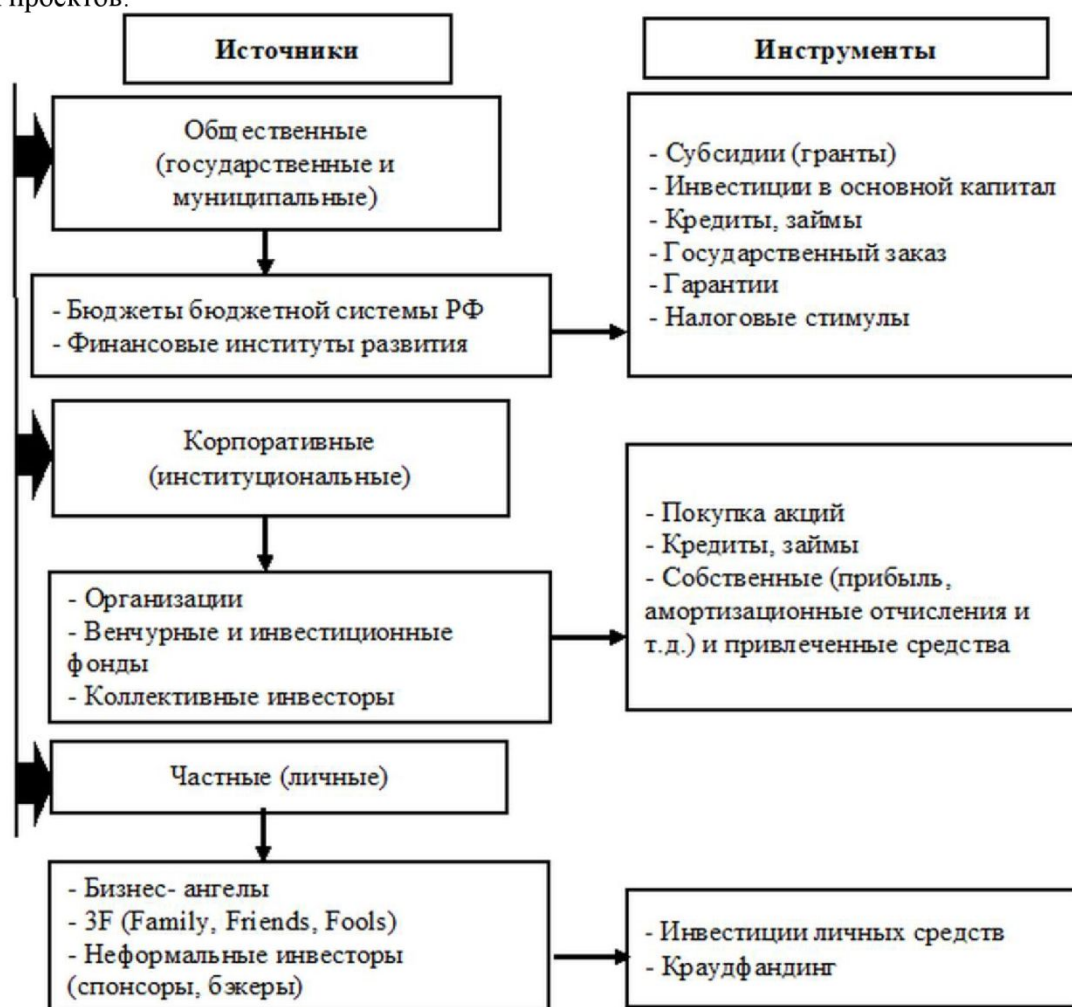 проектов.
Источники
Инструменты
Общественные
(государственные и
муниципальные)
- Субсидии (гранты)
- Инвестиции в основной капитал
- Кредиты, займы
- Государственный заказ
- Гарантии
- Налоговые стимулы
- Бюджеты бюджетной системы РФ
- Финансовые институты развития
Корпоративные
(институциональные)
- Покупка акций
- Кредиты, займы
- Собственные (прибыль,
амортизационные отчисления и
т.д.) и привлеченные средства
- Организации
- Венчурные и инвестиционные
фонды
- Коллективные инвесторы
Частные (личные)
- Бизнес- ангелы
- 3F (Family, Friends, Fools)
- Неформальные инвесторы
(спонсоры, бэкеры)
- Инвестиции личных средств
- Краудфандинг